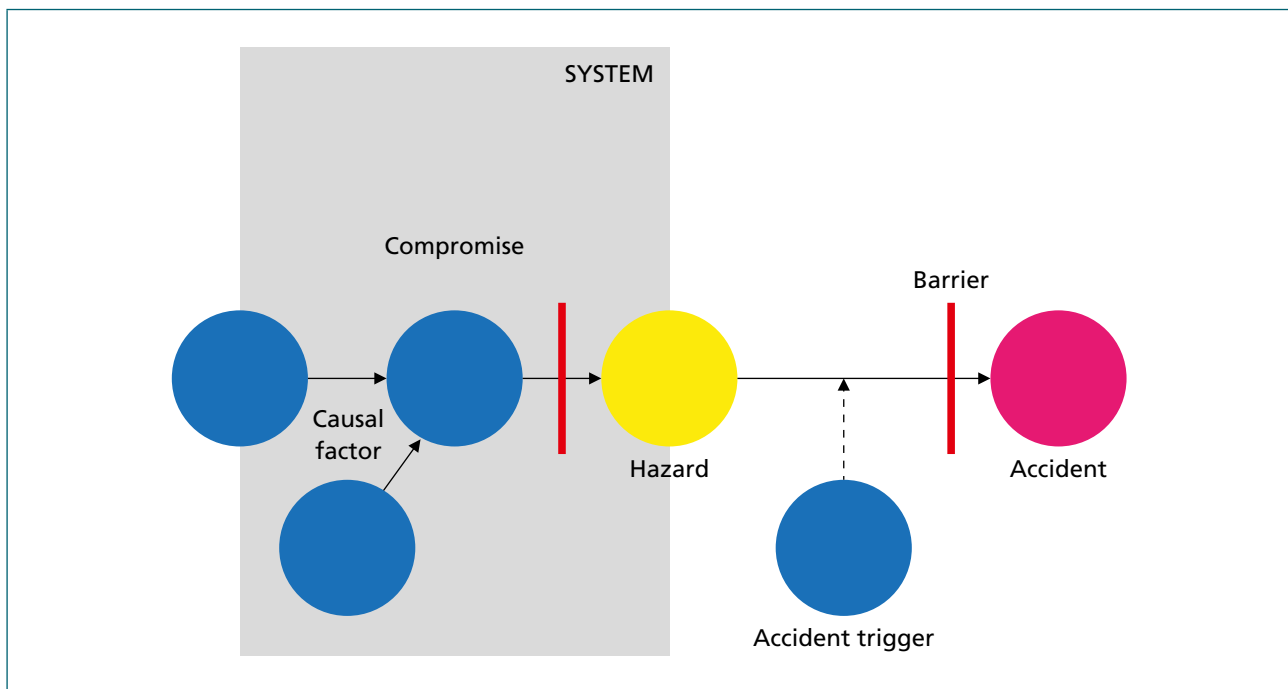 SYSTEM
Compromise
Barrier
Causal
factor
Hazard
Accident
Accident trigger